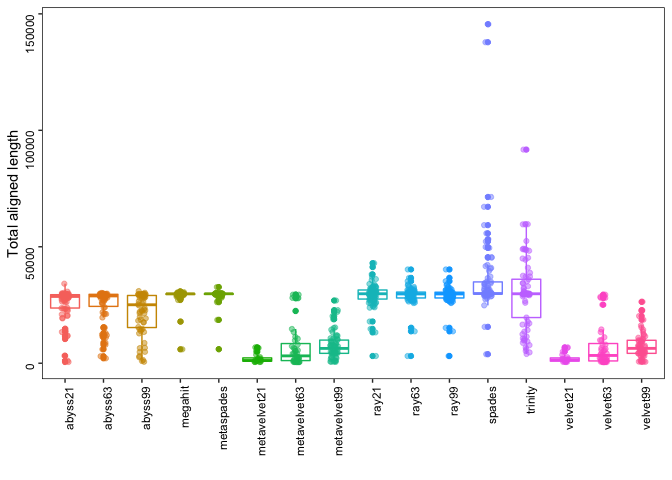 Total aligned length
150000
100000
50000
0
abyss21
abyss63
abyss99
megahit
metaspades
metavelvet21
metavelvet63
metavelvet99
ray21
ray63
ray99
spades
trinity
velvet21
velvet63
velvet99